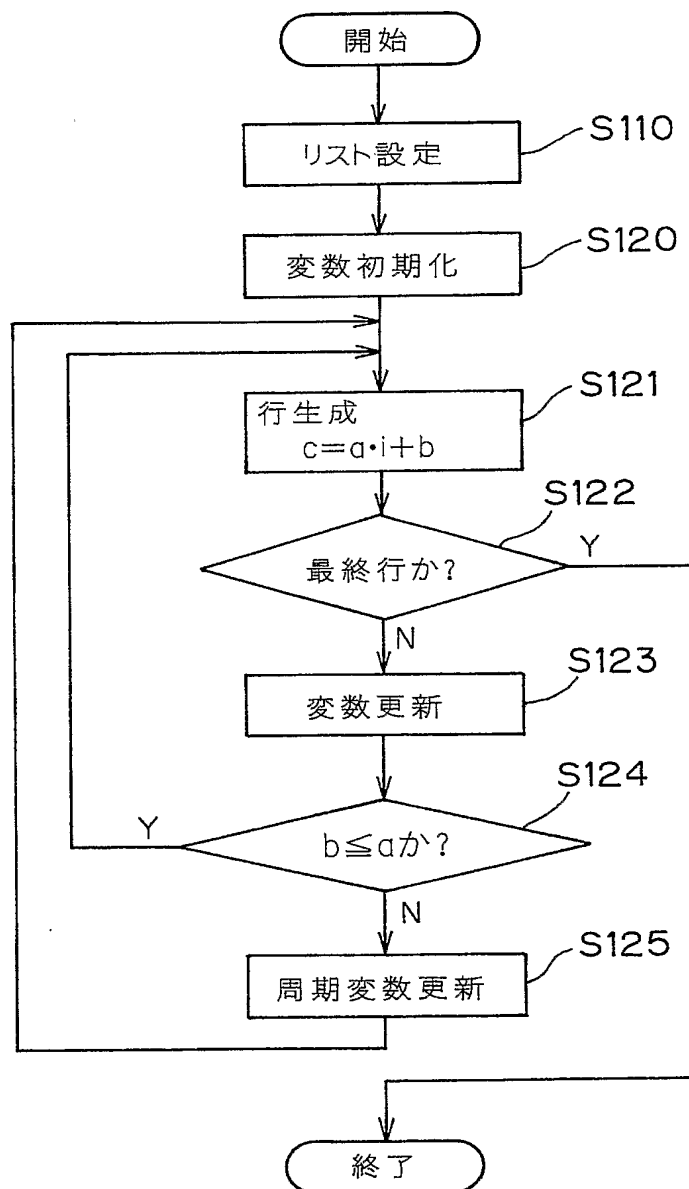 開始
S110
リスト設定
S120
変数初期化
S121
行生成
c=a・i+b
S122
最終行か?
Y
N
S123
変数更新
S124
Y
b≦aか?
N
S125
周期変数更新
終了